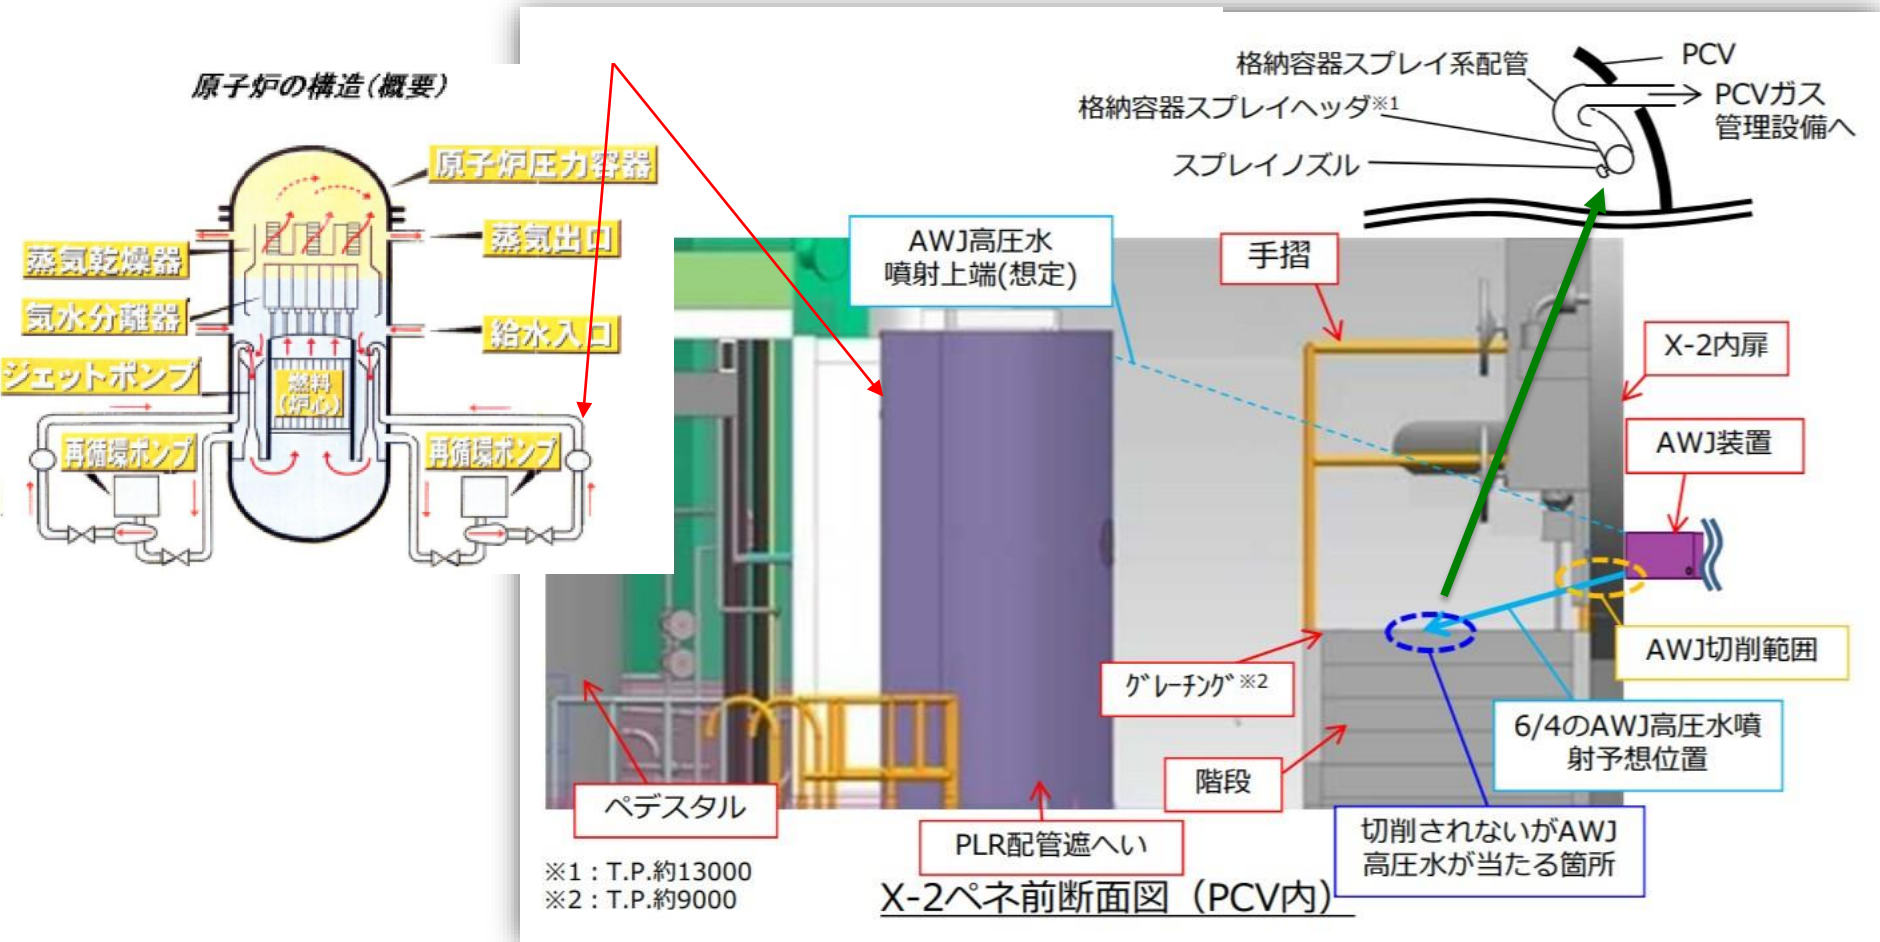 原子炉の構造(概要)
原子炉圧力容器
蒸気出口
蒸気乾燥器
気水分離器
給水入口
ジェットポンプ
燃料
(炉心)
再循環ポンプ
再循環ポンプ
格納容器スプレイ系配管
PCV
格納容器スプレイヘッダ※1
PCVガス
管理設備へ
スプレイノズル
AWJ高圧水
噴射上端(想定)
手摺
X-2内扉
AWJ装置
AWJ切削範囲
グレーチング※2
6/4のAWJ高圧水噴
射予想位置
階段
ペデスタル
PLR配管遮へい
切削されないがAWJ
高圧水が当たる箇所
※1：T.P.約13000
※2：T.P.約9000
X-2ペネ前断面図（PCV内）